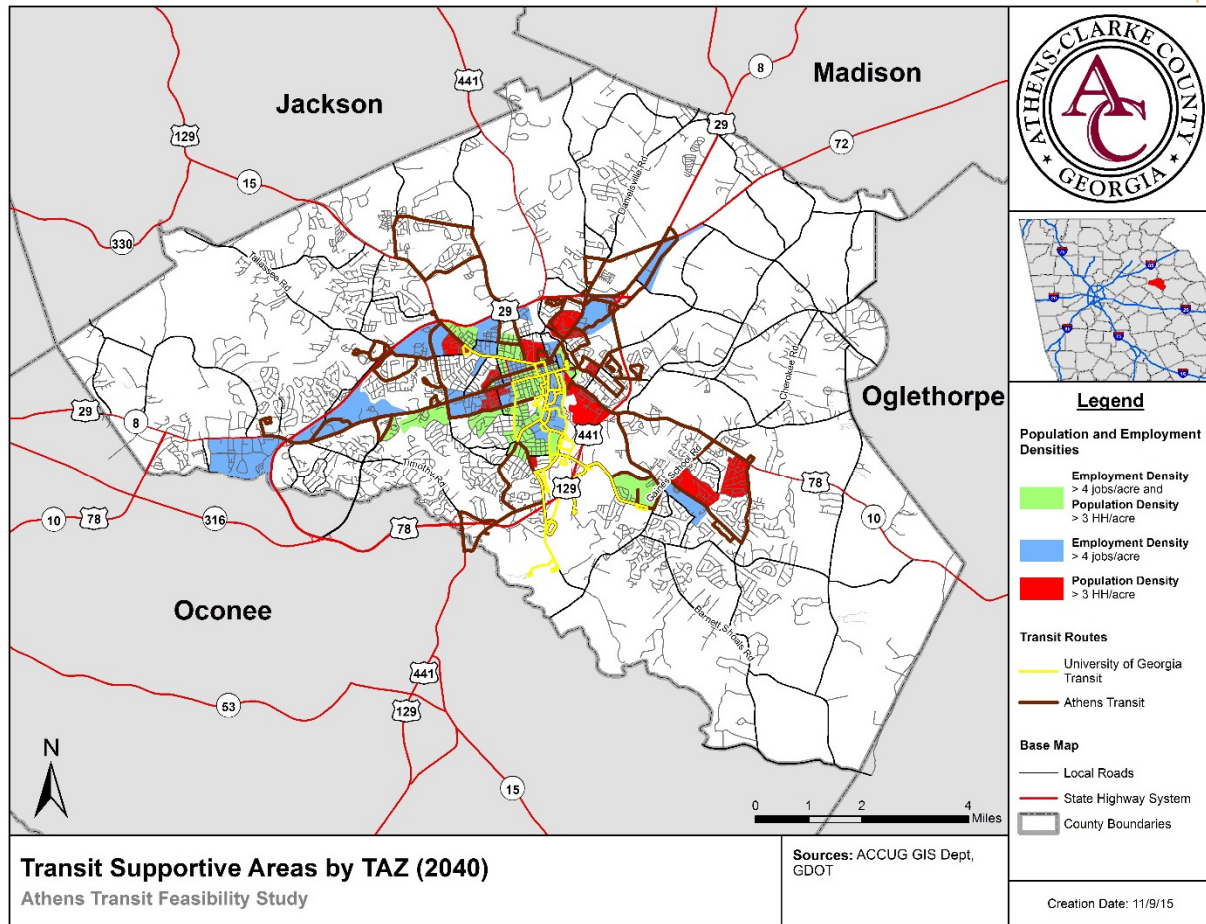 Jackson
Madison
Oglethorpe
Oconee
441
8
29
72
129
15
330
Danielsville Rd
Tallassee Rd
29
Cherokee Rd
29
8
441
Gaines School Rd
78
10
129
Timothy Rd
10
78
316
78
Barnett Shoals Rd
441
129
53
15
N
0 1 2 4
Miles
Transit Supportive Areas by TAZ (2040)
Athens Transit Feasibility Study
Sources: ACCUG GIS Dept,
GDOT
ATHENS-CLARKE COUNTY
AC
GEORGIA
Legend
Population and Employment
Densities
Employment Density
> 4 jobs/acre and
Population Density
> 3 HH/acre
Employment Density
> 4 jobs/acre
Population Density
> 3 HH/acre
Transit Routes
University of Georgia
Transit
Athens Transit
Base Map
Local Roads
State Highway System
County Boundaries
Creation Date: 11/9/15